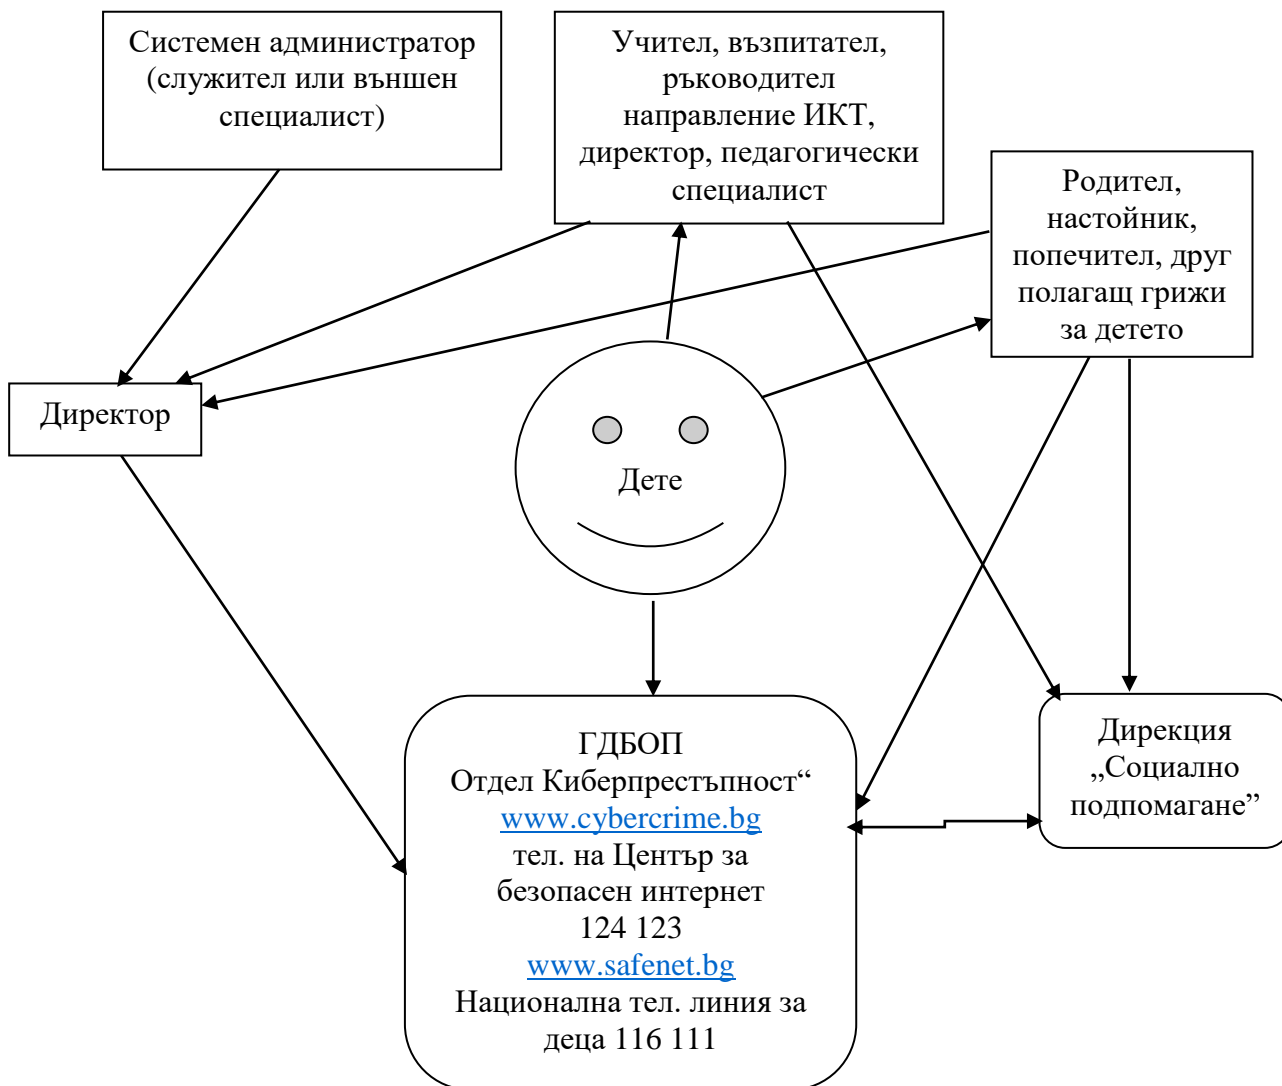 Системен администратор
(служител или външен
специалист)
Учител, възпитател,
ръководител
направление ИКТ,
директор, педагогически
специалист
Родител,
настойник,
попечител, друг
полагащ грижи
за детето
Директор
Дете
ГДБОП
Отдел Киберпрестъпност“
www.cybercrime.bg
тел. на Център за
безопасен интернет
124 123
www.safenet.bg
Национална тел. линия за
деца 116 111
Дирекция
„Социално
подпомагане”